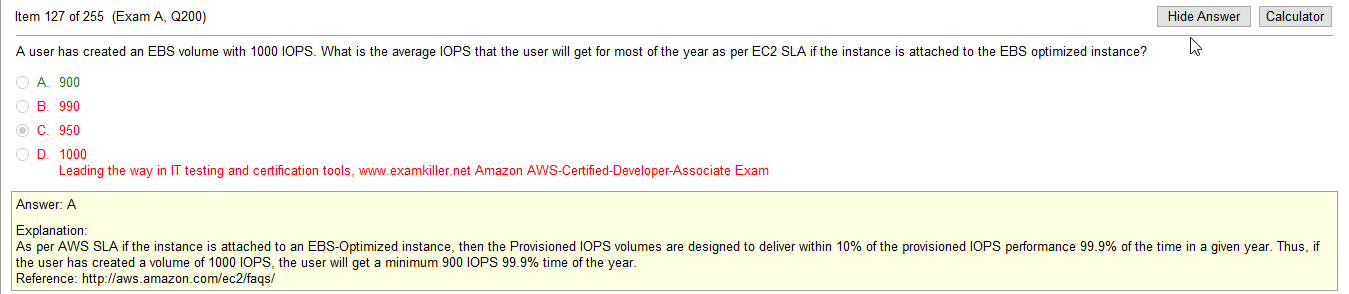 Item 127 of 255 (Exam A, Q200)
Hide Answer
Calculator
A user has created an EBS volume with 1000 IOPS. What is the average IOPS that the user will get for most of the year as per EC2 SLA if the instance is attached to the EBS optimized instance?
A. 900
B. 990
C. 950
D. 1000
Leading the way in IT testing and certification tools, www.examkiller.net Amazon AWS-Certified-Developer-Associate Exam
Answer: A
Explanation:
As per AWS SLA if the instance is attached to an EBS-Optimized instance, then the Provisioned IOPS volumes are designed to deliver within 10% of the provisioned IOPS performance 99.9% of the time in a given year. Thus, if
the user has created a volume of 1000 IOPS, the user will get a minimum 900 IOPS 99.9% time of the year.
Reference: http://aws.amazon.com/ec2/faqs/